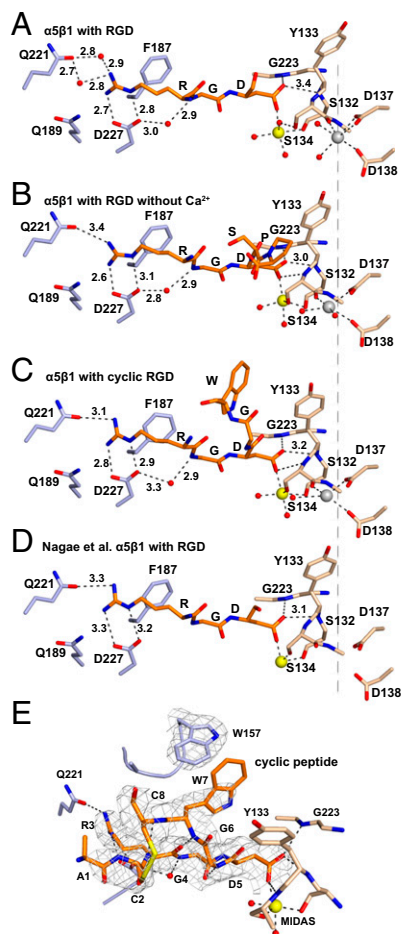 A α5β1 with RGD
Y133
Q221 2.8 2.9 F187 G223
2.7 2.8 R G D 3.4 S132 D137
2.7 2.8 3.0 2.9
Q189 D227 S134 D138
B α5β1 with RGD without Ca2+
Y133
Q221 F187 S P G223
3.4 R G D 3.0 S132 D137
2.6 3.1 2.8 2.9
Q189 D227 S134 D138
C α5β1 with cyclic RGD
W
Y133
Q221 F187 G G223
3.1 R G D 3.2 S132 D137
2.8 2.9 3.3 2.9
Q189 D227 S134 D138
D Nagae et al. α5β1 with RGD
Y133
Q221 F187 G223
3.3 R G D 3.1 S132 D137
3.3 3.2
Q189 D227 S134 D138
E
W157
C8 W7 cyclic peptide
Q221 Y133 G223
R3 G6
A1 C2 G4 D5
MIDAS